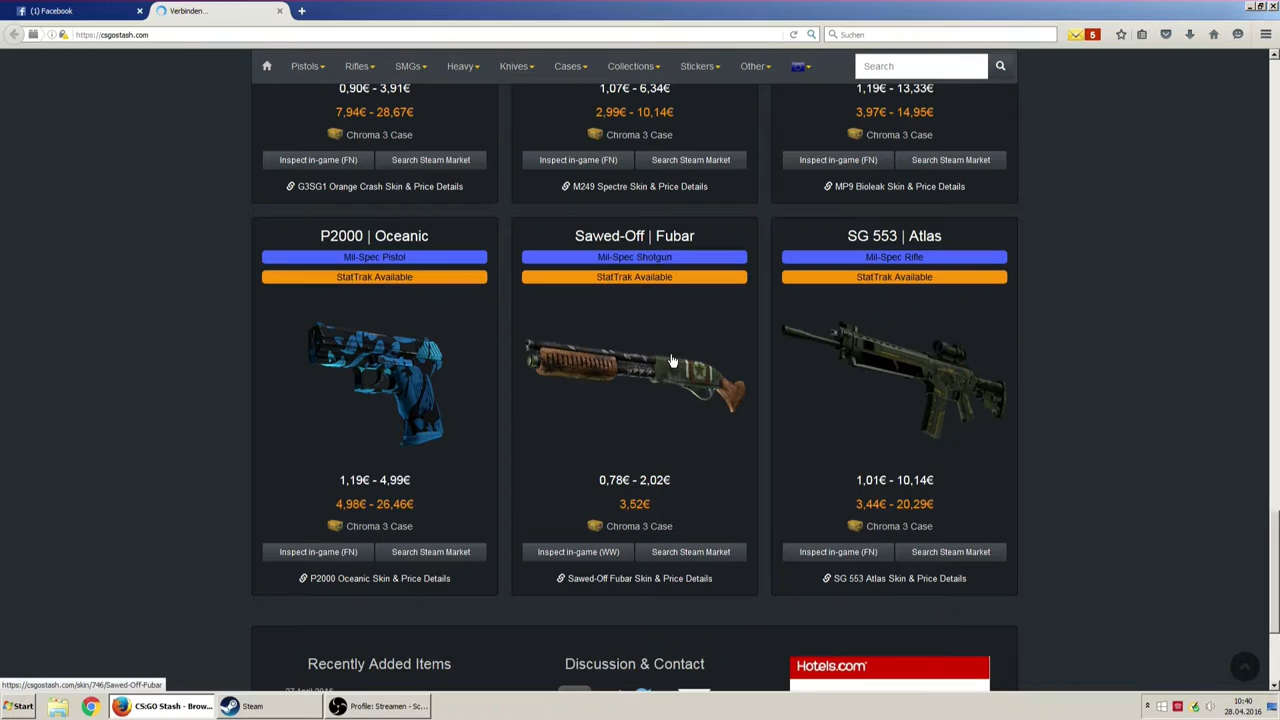 (1) Facebook
Verbinden...
https://csgostash.com
Suchen
5
Pistols
Rifles
SMGs
Heavy
Knives
Cases
Collections
Stickers
Other
Search
0,90€ - 3,91€
7,94€ - 28,67€
Chroma 3 Case
Inspect in-game (FN)
Search Steam Market
G3SG1 Orange Crash Skin & Price Details
1,07€ - 6,34€
2,99€ - 10,14€
Chroma 3 Case
Inspect in-game (FN)
Search Steam Market
M249 Spectre Skin & Price Details
1,19€ - 13,33€
3,97€ - 14,95€
Chroma 3 Case
Inspect in-game (FN)
Search Steam Market
MP9 Bioleak Skin & Price Details
P2000 | Oceanic
Mil-Spec Pistol
StatTrak Available
1,19€ - 4,99€
4,98€ - 26,46€
Chroma 3 Case
Inspect in-game (FN)
Search Steam Market
P2000 Oceanic Skin & Price Details
Sawed-Off | Fubar
Mil-Spec Shotgun
StatTrak Available
0,78€ - 2,02€
3,52€
Chroma 3 Case
Inspect in-game (WW)
Search Steam Market
Sawed-Off Fubar Skin & Price Details
SG 553 | Atlas
Mil-Spec Rifle
StatTrak Available
1,01€ - 10,14€
3,44€ - 20,29€
Chroma 3 Case
Inspect in-game (FN)
Search Steam Market
SG 553 Atlas Skin & Price Details
Recently Added Items
Discussion & Contact
Hotels.com
https://csgostash.com/skin/746/Sawed-Off-Fubar
Start
CS:GO Stash - Brow...
Steam
Profile: Streamen - Sc...
10:40
28.04.2016